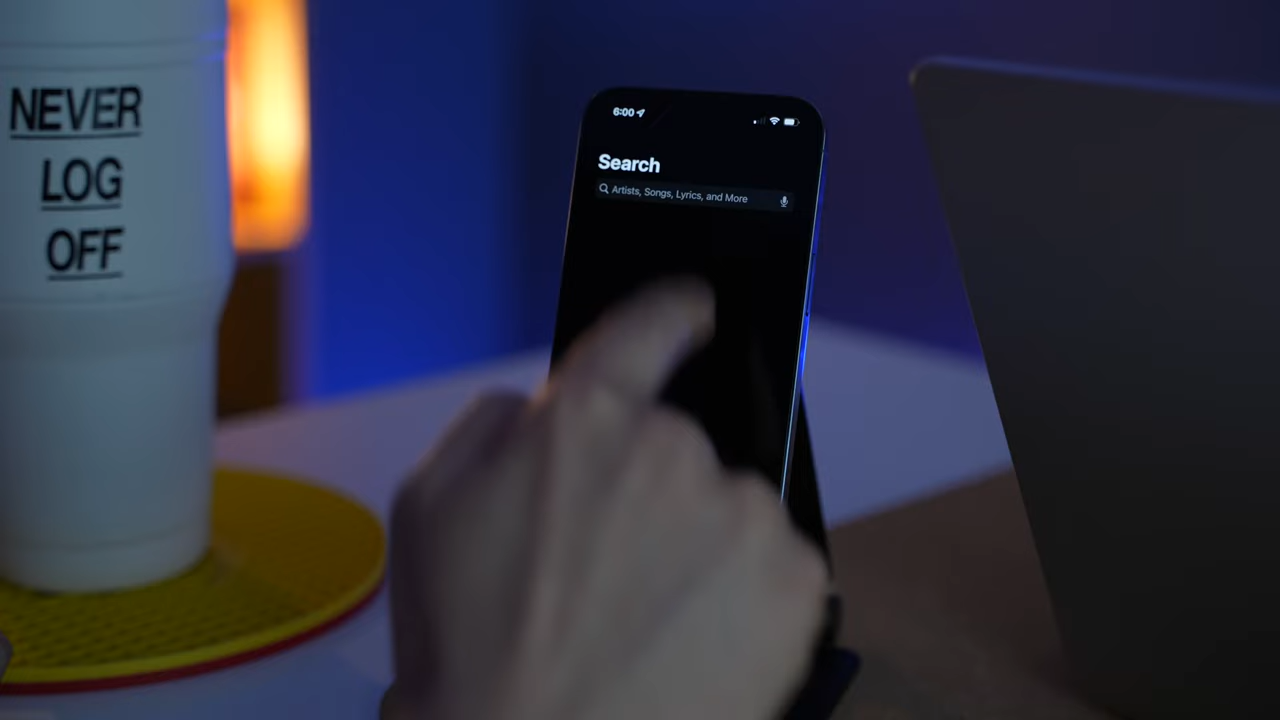 NEVER
LOG
OFF
6:00
Search
Artists, Songs, Lyrics, and More